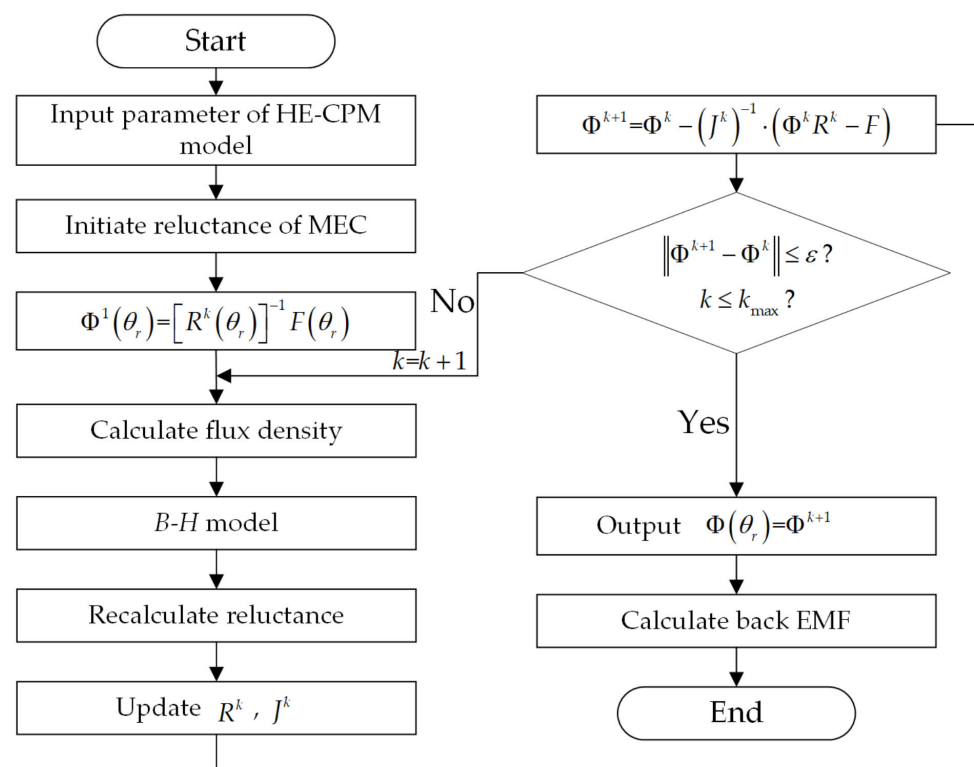 Start
Input parameter of HE-CPM
model
Initiate reluctance of MEC
Φ¹(θᵣ)=[Rᵏ(θᵣ)]⁻¹F(θᵣ)
Calculate flux density
B-H model
Recalculate reluctance
Update Rᵏ , Jᵏ
Φᵏ⁺¹=Φᵏ−(Jᵏ)⁻¹·(ΦᵏRᵏ−F)
‖Φᵏ⁺¹−Φᵏ‖≤ε?
k≤k_max?
No
k=k+1
Yes
Output Φ(θᵣ)=Φᵏ⁺¹
Calculate back EMF
End